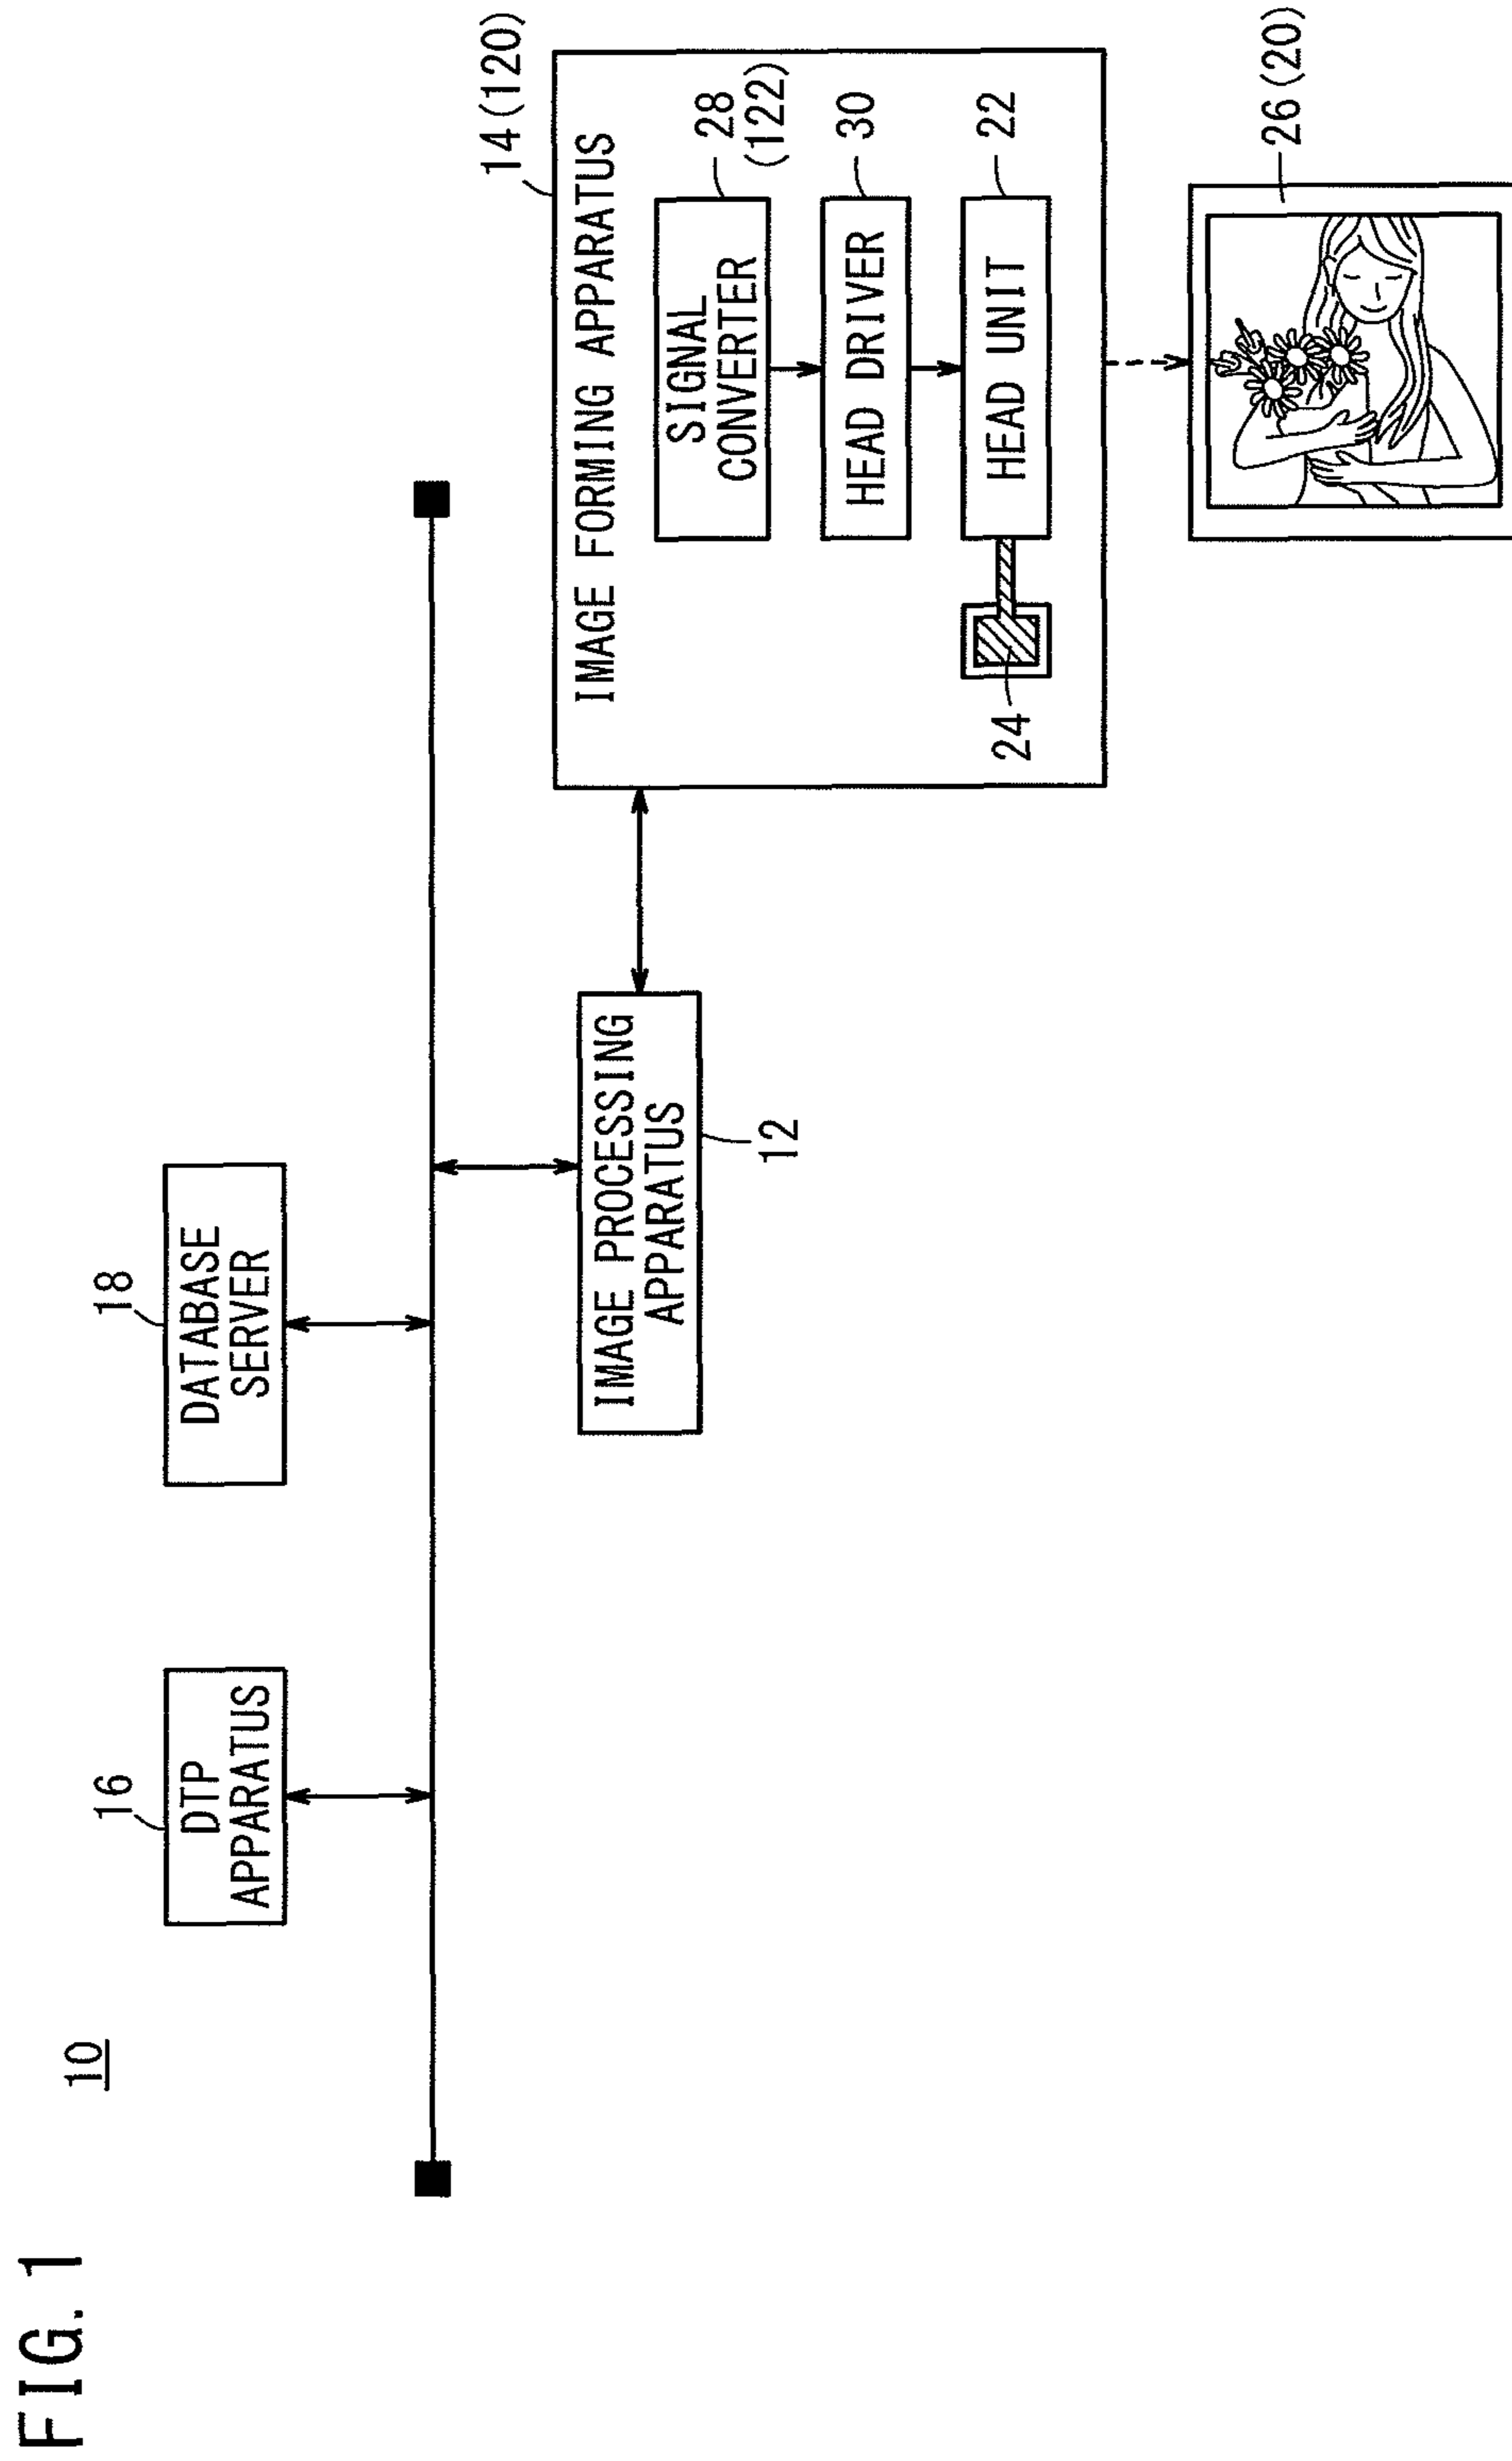 FIG. 1
10
16
DTP
APPARATUS
18
DATABASE
SERVER
IMAGE PROCESSING
APPARATUS
12
14(120)
IMAGE FORMING APPARATUS
SIGNAL
CONVERTER
28
(122)
HEAD DRIVER
30
HEAD UNIT
22
24
26(20)